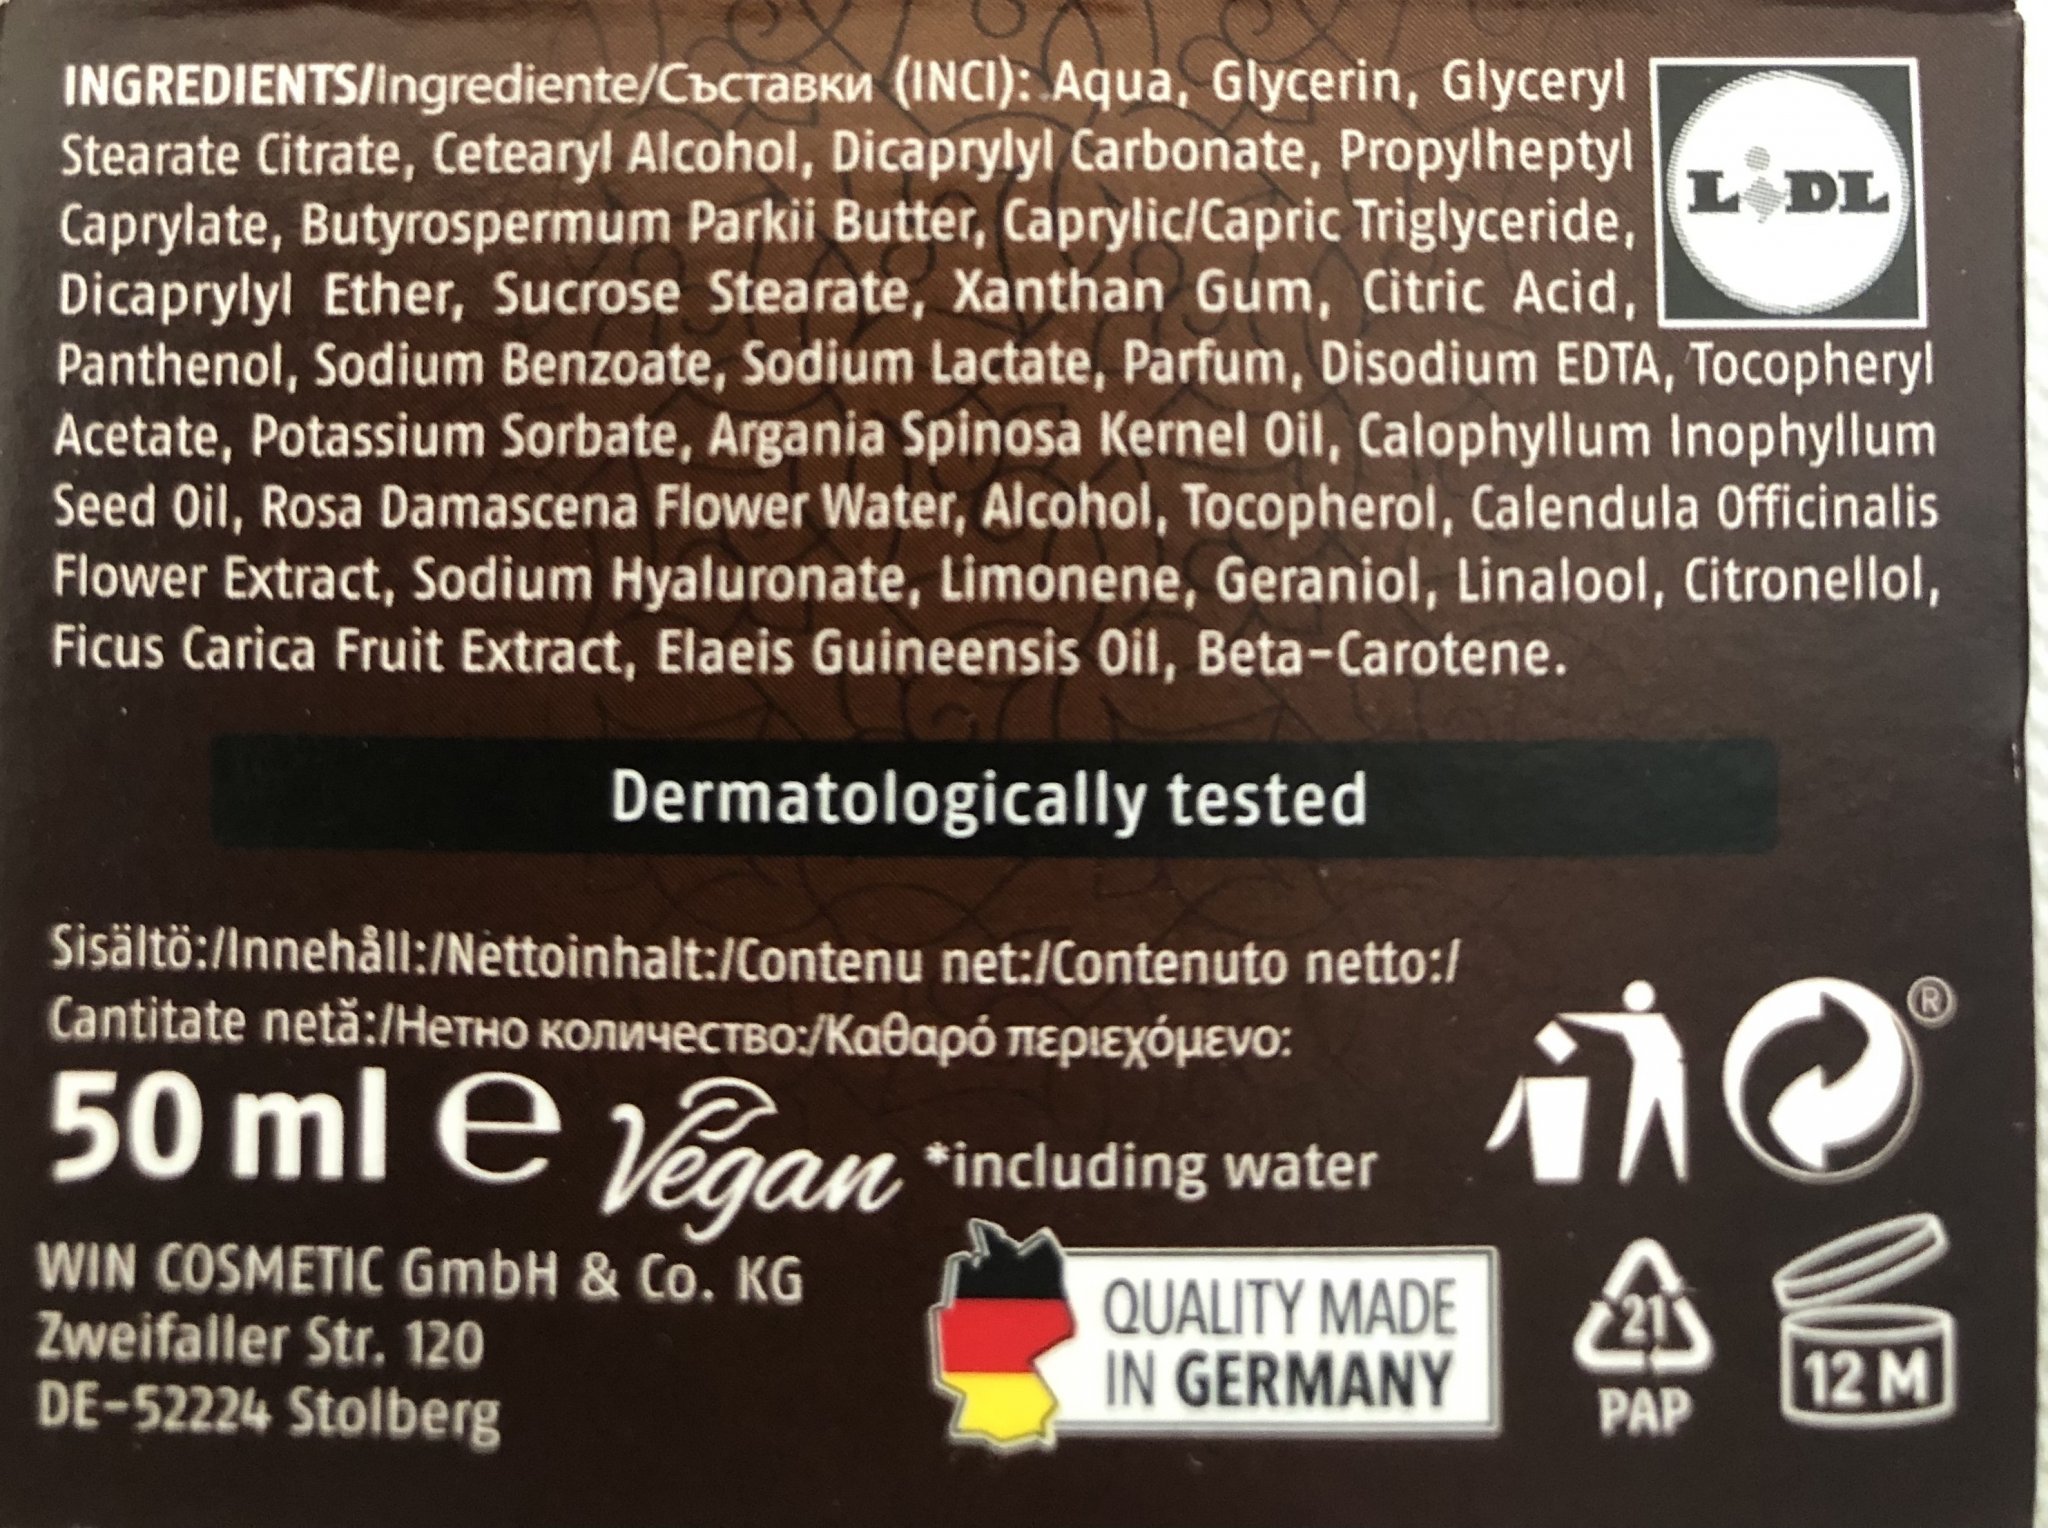 INGREDIENTS/Ingrediente/Съставки (INCI): Aqua, Glycerin, Glyceryl
Stearate Citrate, Cetearyl Alcohol, Dicaprylyl Carbonate, Propylheptyl
Caprylate, Butyrospermum Parkii Butter, Caprylic/Capric Triglyceride,
Dicaprylyl Ether, Sucrose Stearate, Xanthan Gum, Citric Acid,
Panthenol, Sodium Benzoate, Sodium Lactate, Parfum, Disodium EDTA, Tocopheryl
Acetate, Potassium Sorbate, Argania Spinosa Kernel Oil, Calophyllum Inophyllum
Seed Oil, Rosa Damascena Flower Water, Alcohol, Tocopherol, Calendula Officinalis
Flower Extract, Sodium Hyaluronate, Limonene, Geraniol, Linalool, Citronellol,
Ficus Carica Fruit Extract, Elaeis Guineensis Oil, Beta-Carotene.
LiDL
Dermatologically tested
Sisältö:/Innehåll:/Nettoinhalt:/Contenu net:/Contenuto netto:/
Cantitate netă:/Нетно количество:/Καθαρό περιεχόμενο:
50 ml e Vegan *including water
®
WIN COSMETIC GmbH & Co. KG
Zweifaller Str. 120
DE-52224 Stolberg
QUALITY MADE
IN GERMANY
21
PAP
12 M